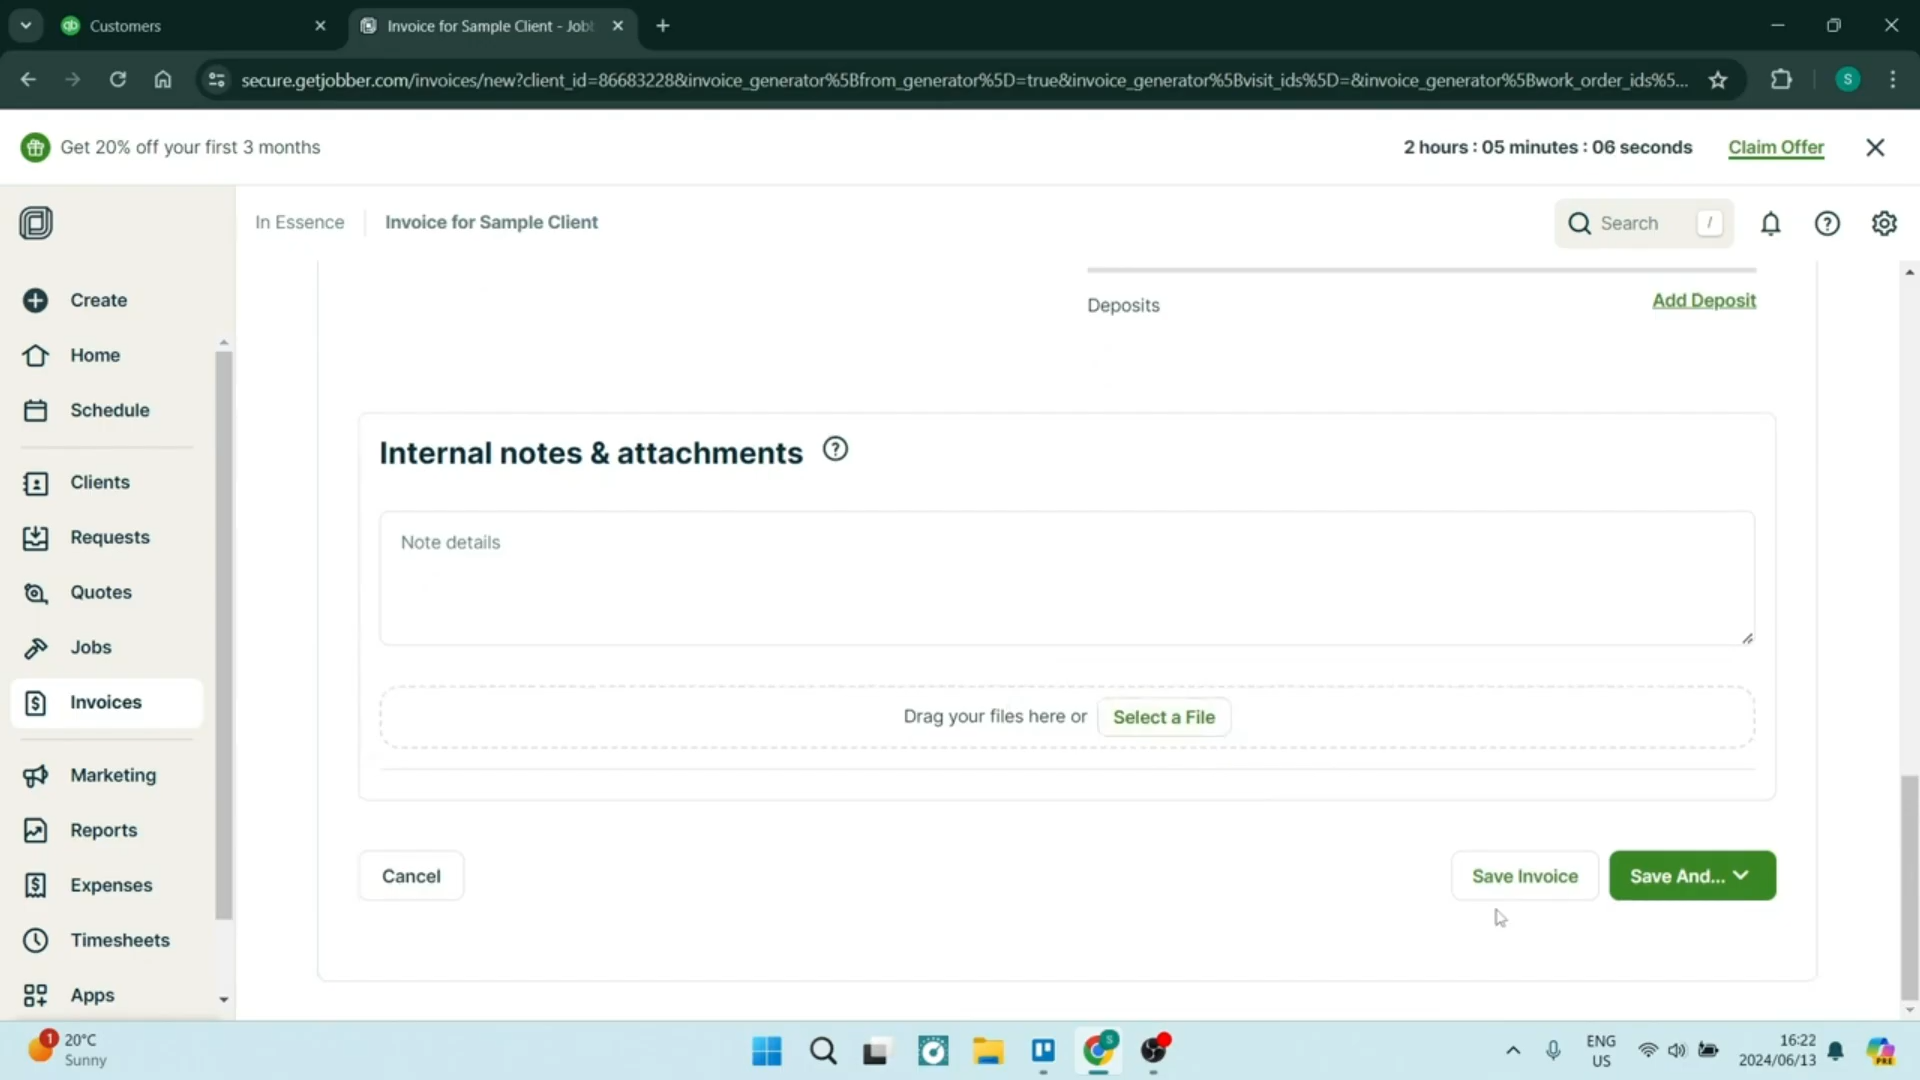 Customers
Invoice for Sample Client - Job
secure.getjobber.com/invoices/new?client_id=86683228&invoice_generator%5Bfrom_generator%5D=true&invoice_generator%5Bvisit_ids%5D=&invoice_generator%5Bwork_order_ids%5...
S
Get 20% off your first 3 months
2 hours : 05 minutes : 06 seconds
Claim Offer
In Essence
Invoice for Sample Client
Search /
Create
Home
Schedule
Clients
Requests
Quotes
Jobs
Invoices
Marketing
Reports
Expenses
Timesheets
Apps
Deposits
Add Deposit
Internal notes & attachments
Note details
Drag your files here or
Select a File
Cancel
Save Invoice
Save And...
1
20°C
Sunny
ENG
US
16:22
2024/06/13
PRE